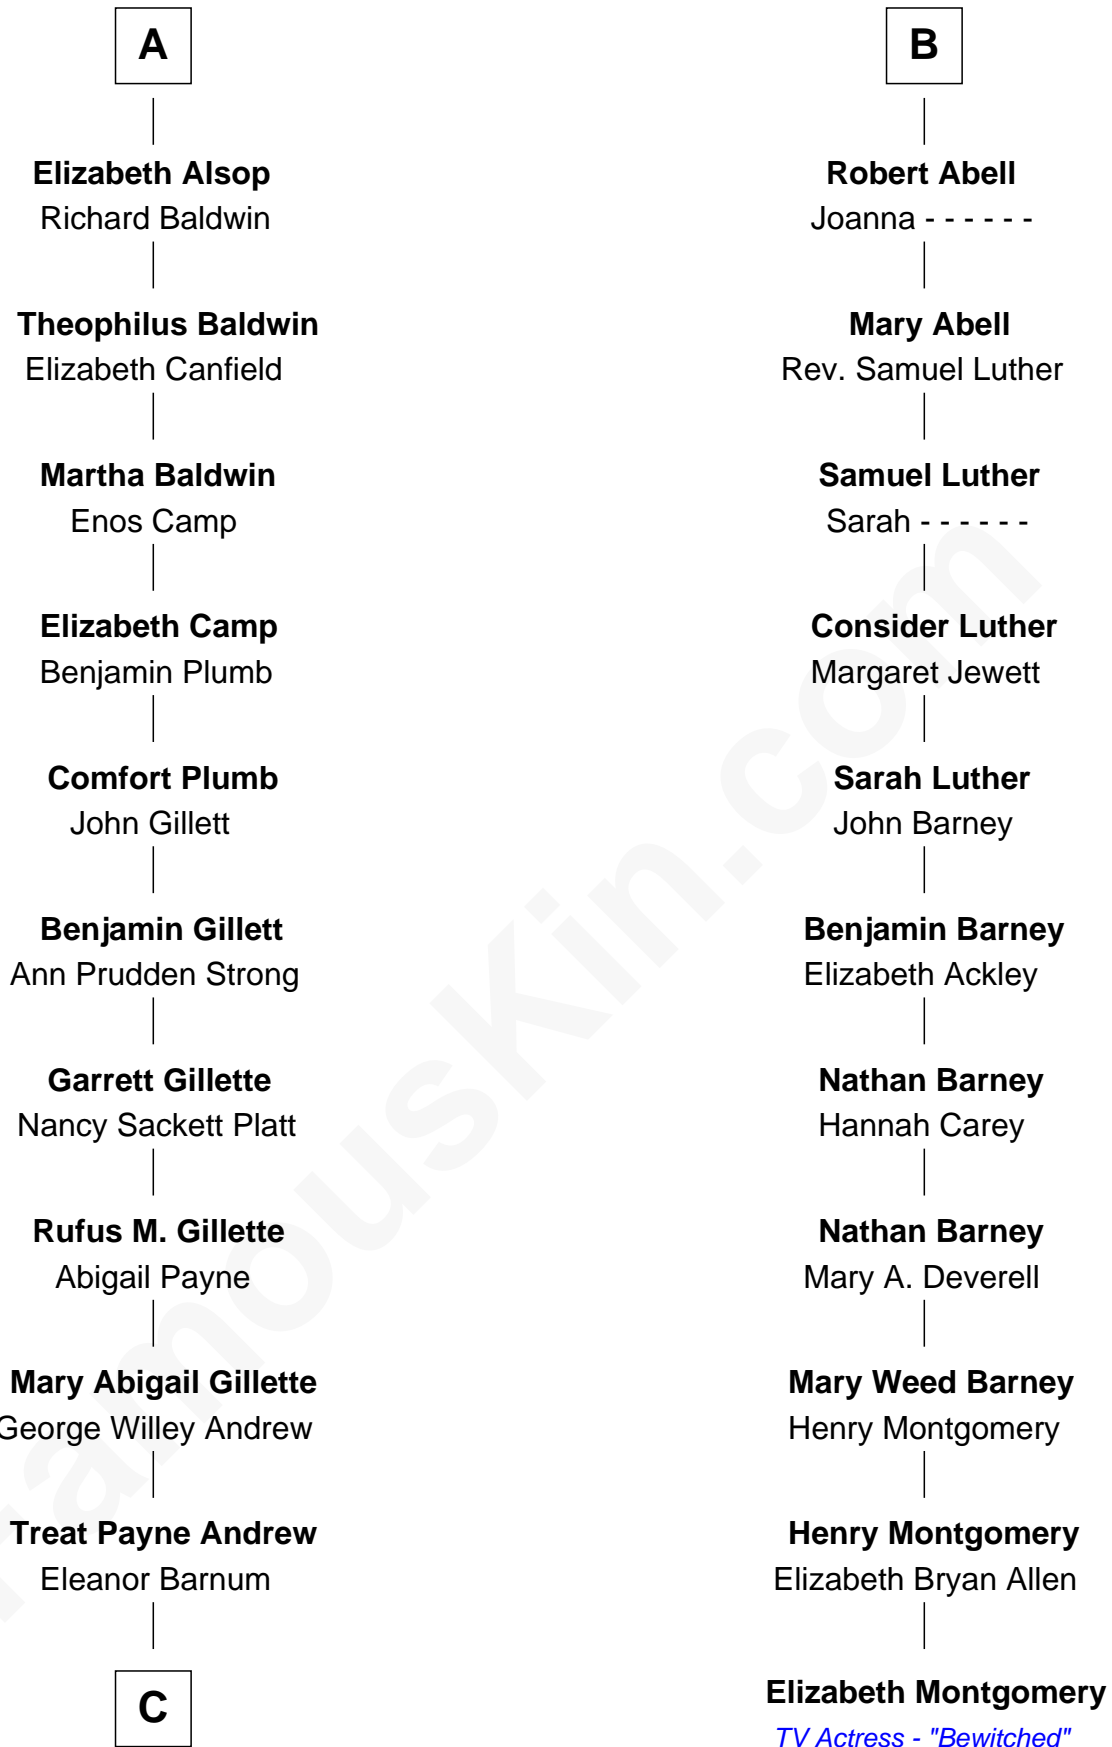 A
Elizabeth Alsop
Richard Baldwin
Theophilus Baldwin
Elizabeth Canfield
Martha Baldwin
Enos Camp
Elizabeth Camp
Benjamin Plumb
Comfort Plumb
John Gillett
Benjamin Gillett
Ann Prudden Strong
Garrett Gillette
Nancy Sackett Platt
Rufus M. Gillette
Abigail Payne
Mary Abigail Gillette
George Willey Andrew
Treat Payne Andrew
Eleanor Barnum
C
B
Robert Abell
Joanna - - - - - -
Mary Abell
Rev. Samuel Luther
Samuel Luther
Sarah - - - - - -
Consider Luther
Margaret Jewett
Sarah Luther
John Barney
Benjamin Barney
Elizabeth Ackley
Nathan Barney
Hannah Carey
Nathan Barney
Mary A. Deverell
Mary Weed Barney
Henry Montgomery
Henry Montgomery
Elizabeth Bryan Allen
Elizabeth Montgomery
TV Actress - "Bewitched"
FamousKin.com